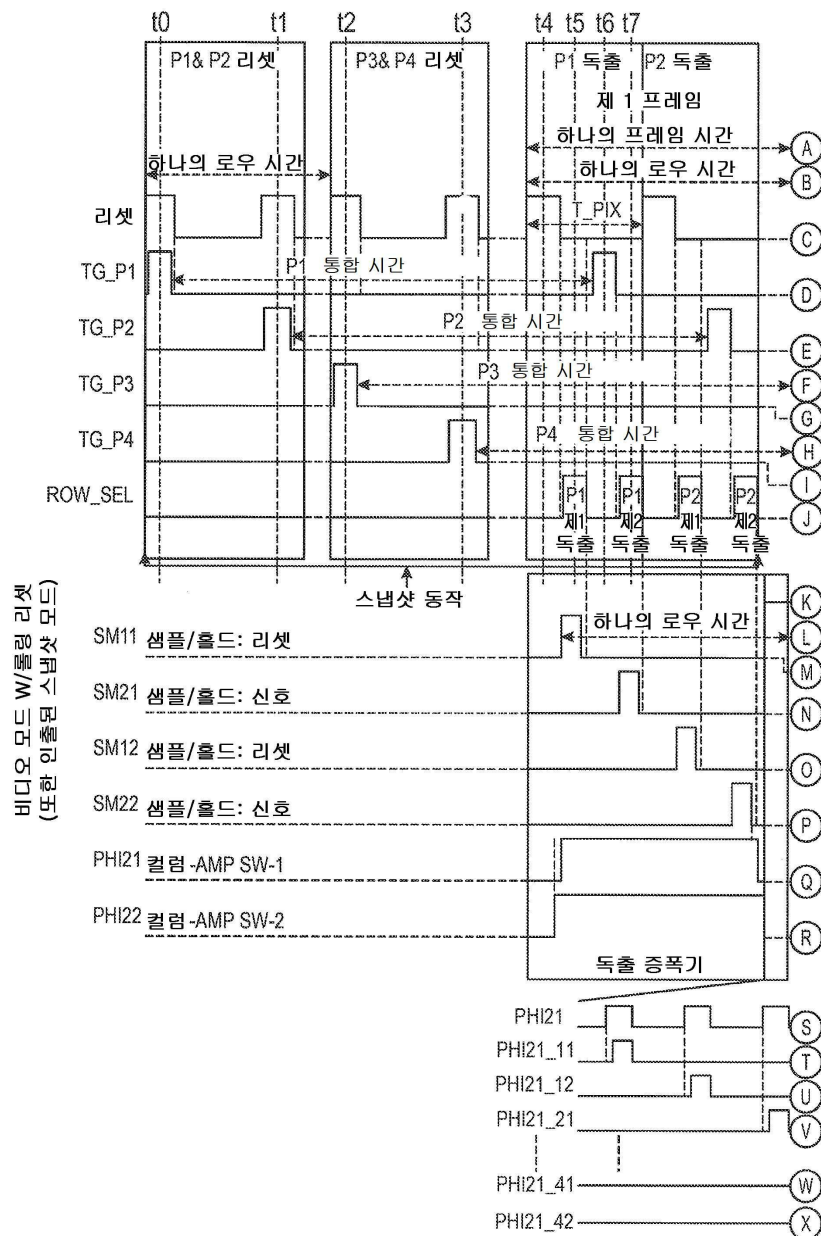 t0 t1 t2 t3 t4 t5 t6 t7
P1& P2 리셋
P3& P4 리셋
P1 독출
P2 독출
제 1 프레임
하나의 프레임 시간
A
하나의 로우 시간
하나의 로우 시간
B
리셋
T_PIX
C
TG_P1
P1 통합 시간
D
TG_P2
P2 통합 시간
E
TG_P3
P3 통합 시간
F
G
TG_P4
P4 통합 시간
H
I
ROW_SEL
P1 제1 독출
P1 제2 독출
P2 제1 독출
P2 제2 독출
J
스냅샷 동작
비디오 모드 W/롤링 리셋
(또한 인출된 스냅샷 모드)
K
하나의 로우 시간
L
SM11 샘플/홀드: 리셋
M
SM21 샘플/홀드: 신호
N
SM12 샘플/홀드: 리셋
O
SM22 샘플/홀드: 신호
P
PHI21 컬럼-AMP SW-1
Q
PHI22 컬럼-AMP SW-2
R
독출 증폭기
PHI21
S
PHI21_11
T
PHI21_12
U
PHI21_21
V
PHI21_41
W
PHI21_42
X